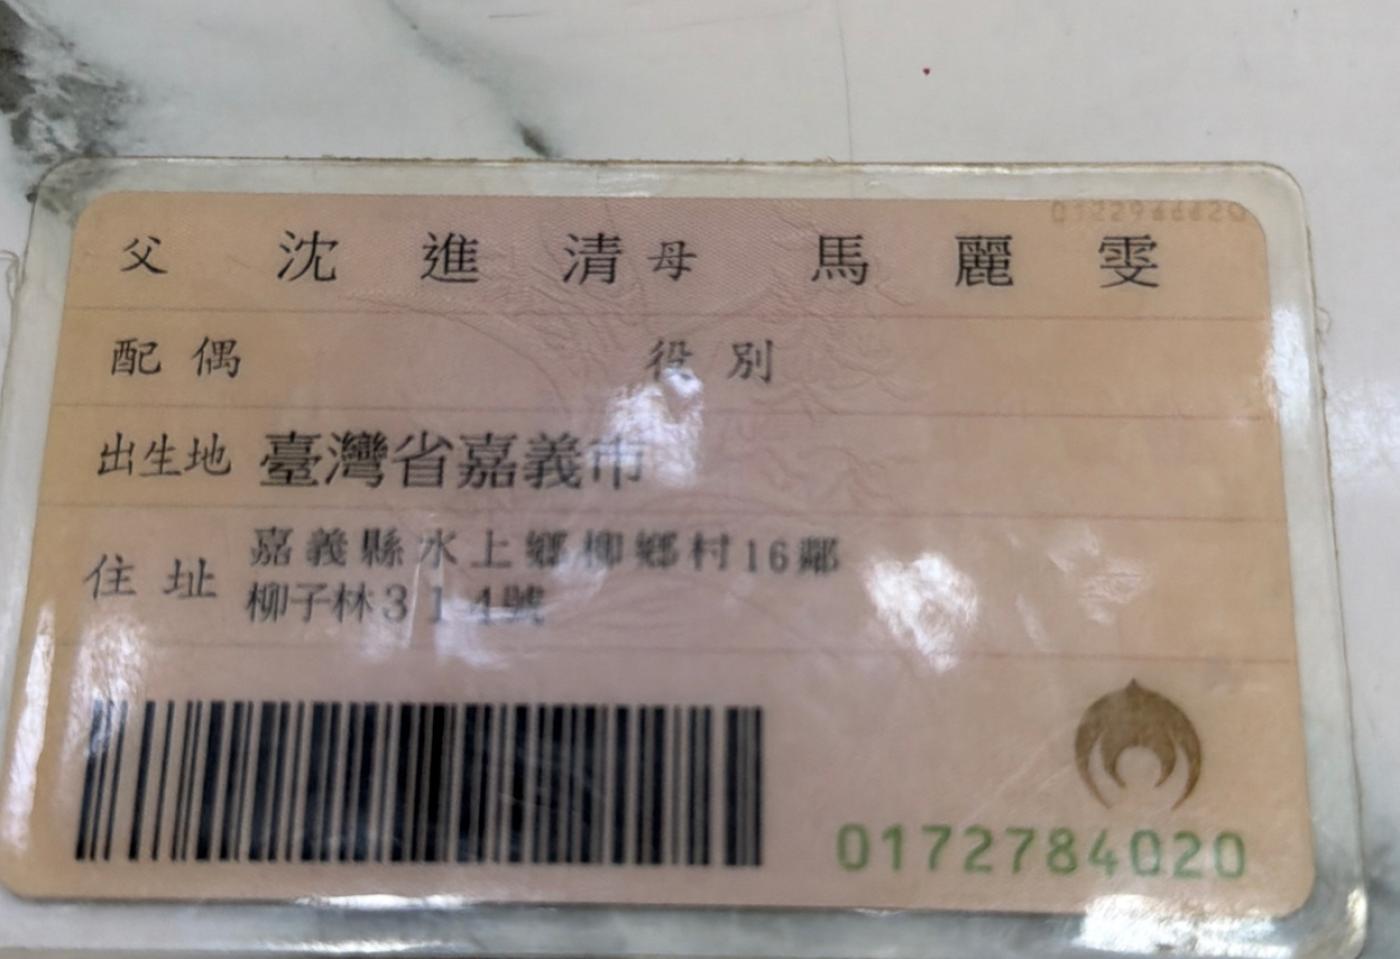 父 沈進清 母 馬麗雯
配偶 役別
出生地 臺灣省嘉義市
住址 嘉義縣水上鄉柳鄉村16鄰
柳子林314號
0172784020